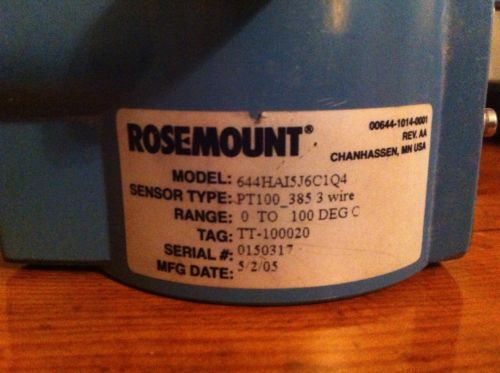 ROSEMOUNT®
00644-1014-0001
REV. AA
CHANHASSEN, MN USA
MODEL: 644HAI5J6C1Q4
SENSOR TYPE: PT100_385 3 wire
RANGE: 0 TO 100 DEG C
TAG: TT-100020
SERIAL #: 0150317
MFG DATE: 5/2/05